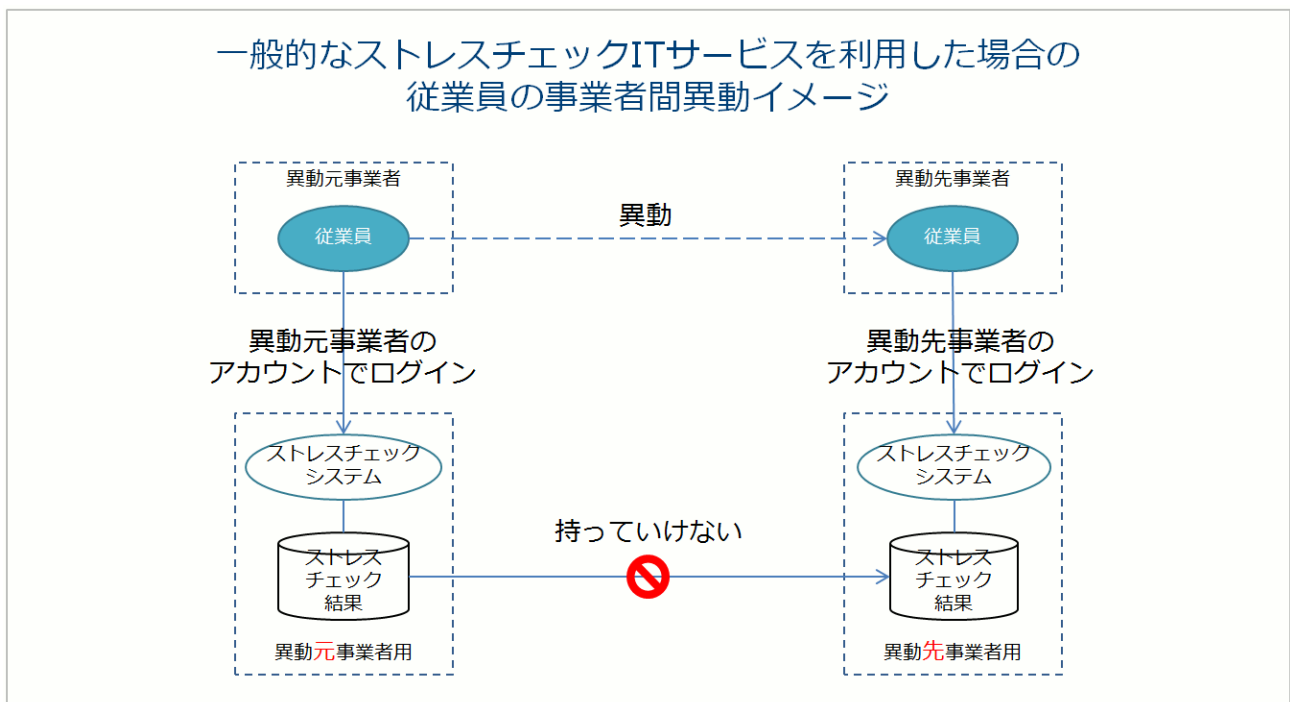 一般的なストレスチェックITサービスを利用した場合の
従業員の事業者間異動イメージ
異動元事業者
従業員
異動
異動先事業者
従業員
異動元事業者の
アカウントでログイン
異動先事業者の
アカウントでログイン
ストレスチェック
システム
ストレスチェック
システム
持っていけない
ストレス
チェック
結果
ストレス
チェック
結果
異動元事業者用
異動先事業者用